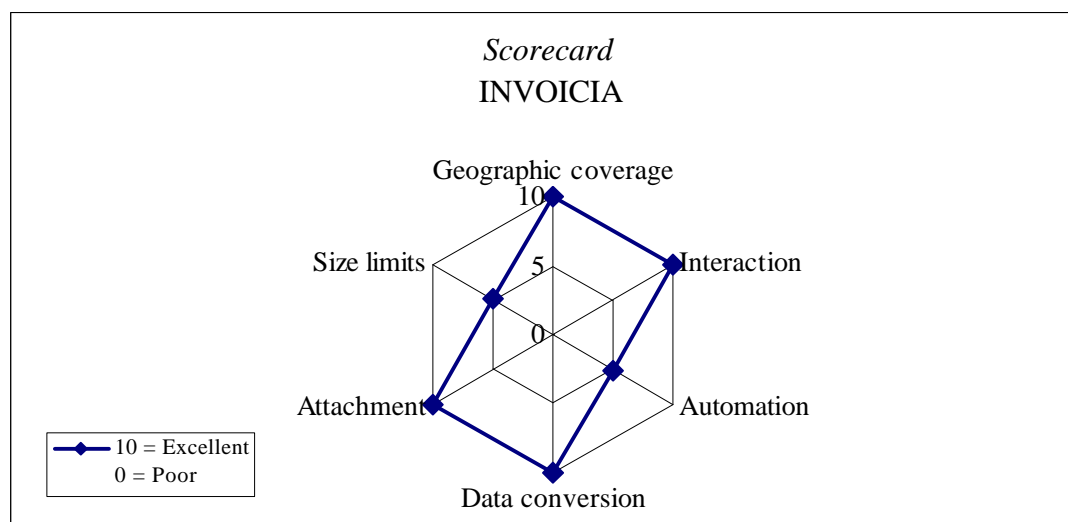 Scorecard
INVOICIA
Geographic coverage
10
Size limits
Interaction
5
0
Attachment
Automation
10 = Excellent
0 = Poor
Data conversion